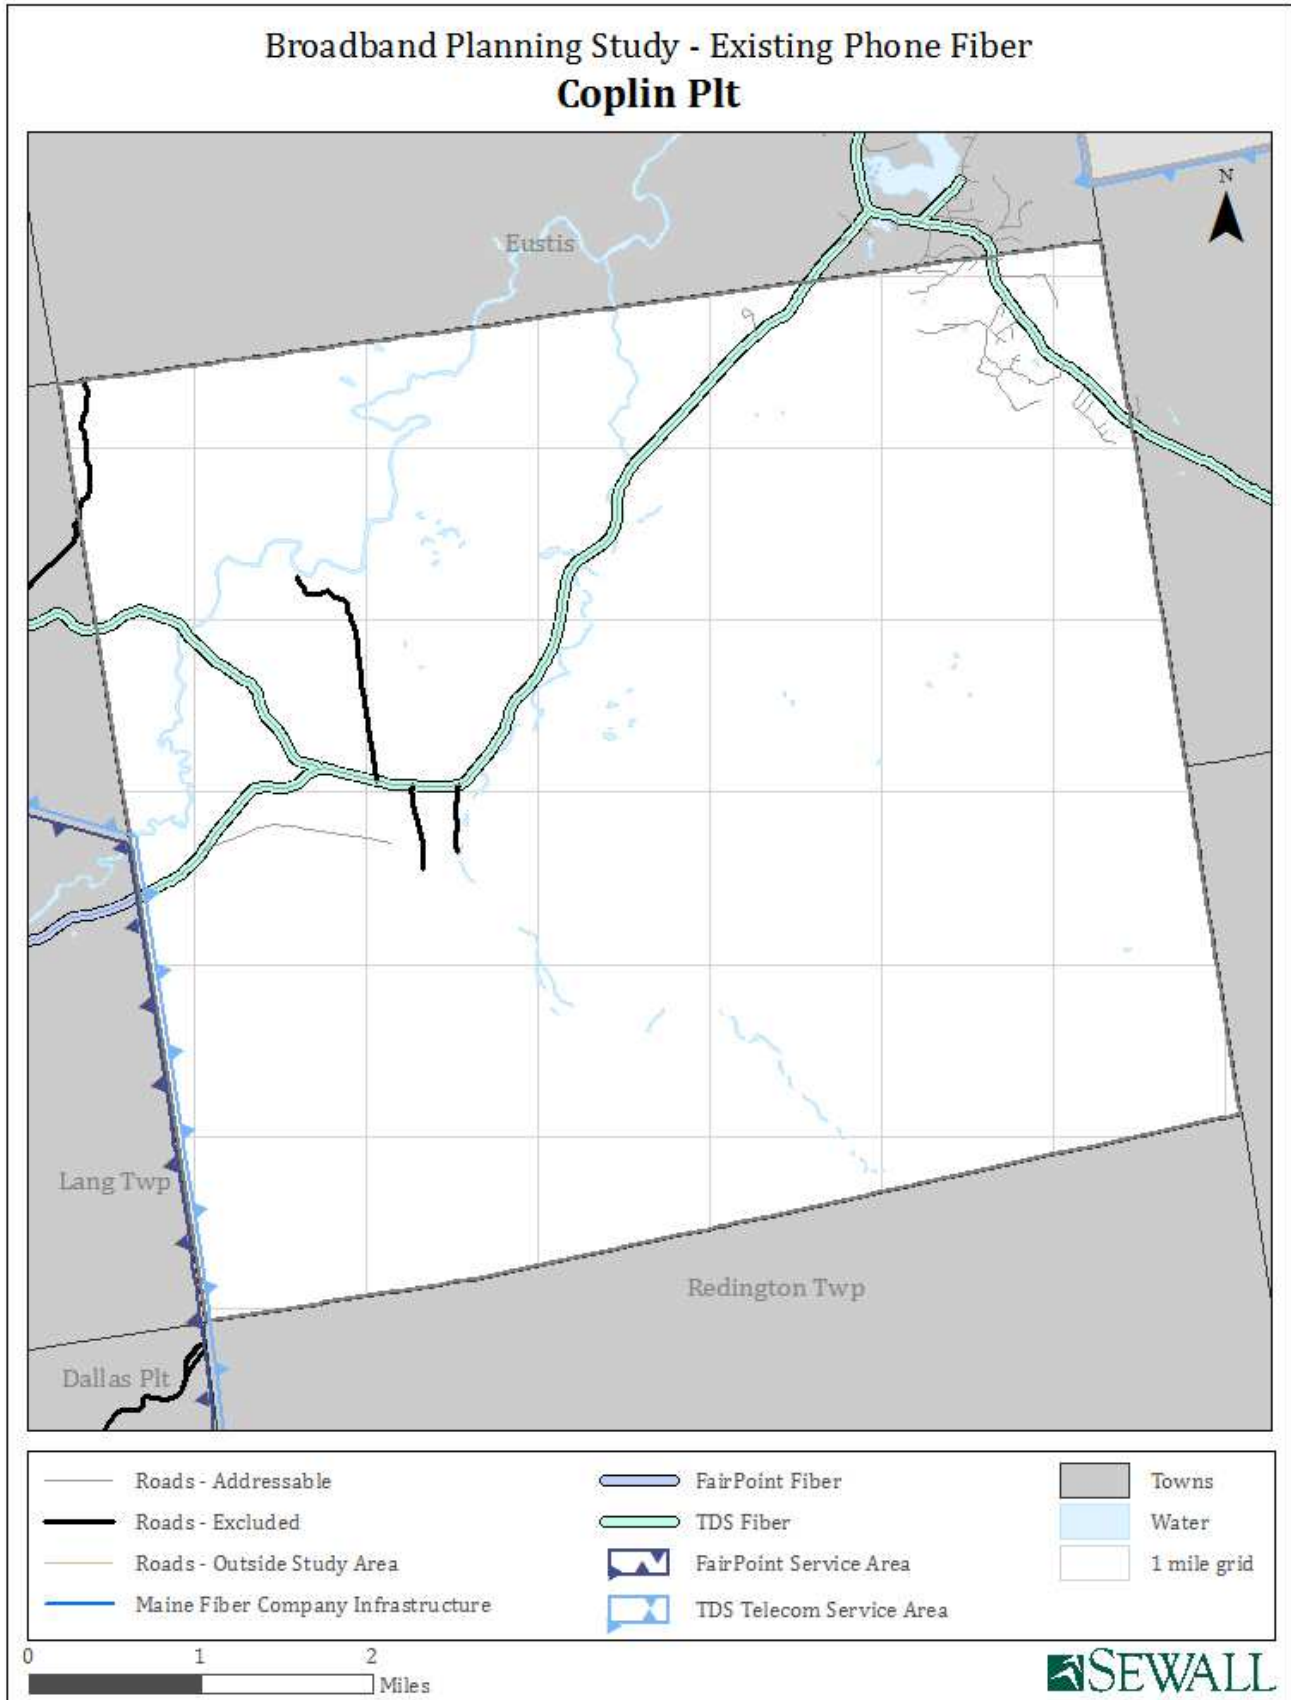 Broadband Planning Study - Existing Phone Fiber
Coplin Plt
N
Eustis
Lang Twp
Redington Twp
Dallas Plt
Roads - Addressable
Roads - Excluded
Roads - Outside Study Area
Maine Fiber Company Infrastructure
FairPoint Fiber
TDS Fiber
FairPoint Service Area
TDS Telecom Service Area
Towns
Water
1 mile grid
0 1 2
Miles
SEWALL